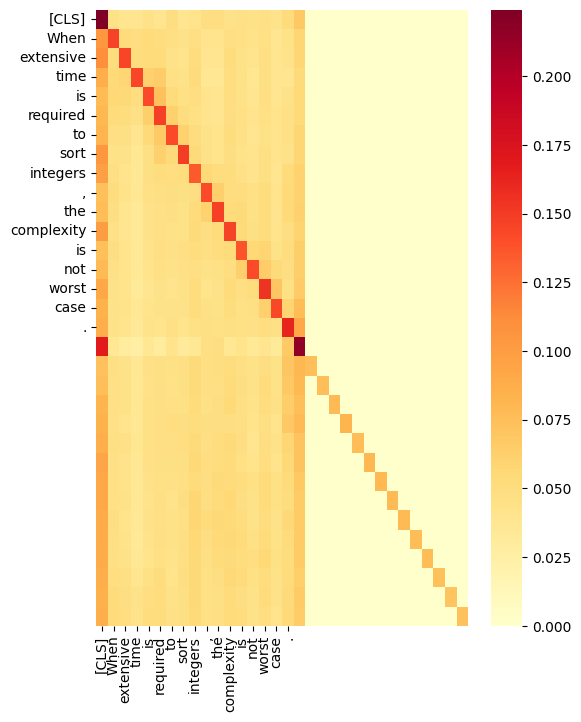 [CLS]
When
extensive
time
is
required
to
sort
integers
,
the
complexity
is
not
worst
case
.
0.200
0.175
0.150
0.125
0.100
0.075
0.050
0.025
0.000
[CLS]
When
extensive
time
is
required
to
sort
integers
,
the
complexity
is
not
worst
case
.